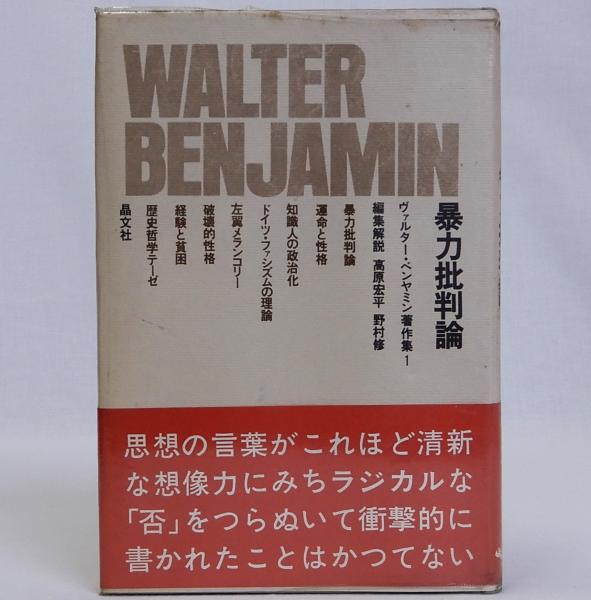 WALTER
BENJAMIN
暴力批判論
ヴァルター・ベンヤミン著作集1
編集解説 高原宏平 野村修
暴力批判論
運命と性格
知識人の政治化
ドイツ・ファシズムの理論
左翼メランコリー
破壊的性格
経験と貧困
歴史哲学テーゼ
晶文社
思想の言葉がこれほど清新
な想像力にみちラジカルな
「否」をつらぬいて衝撃的に
書かれたことはかつてない